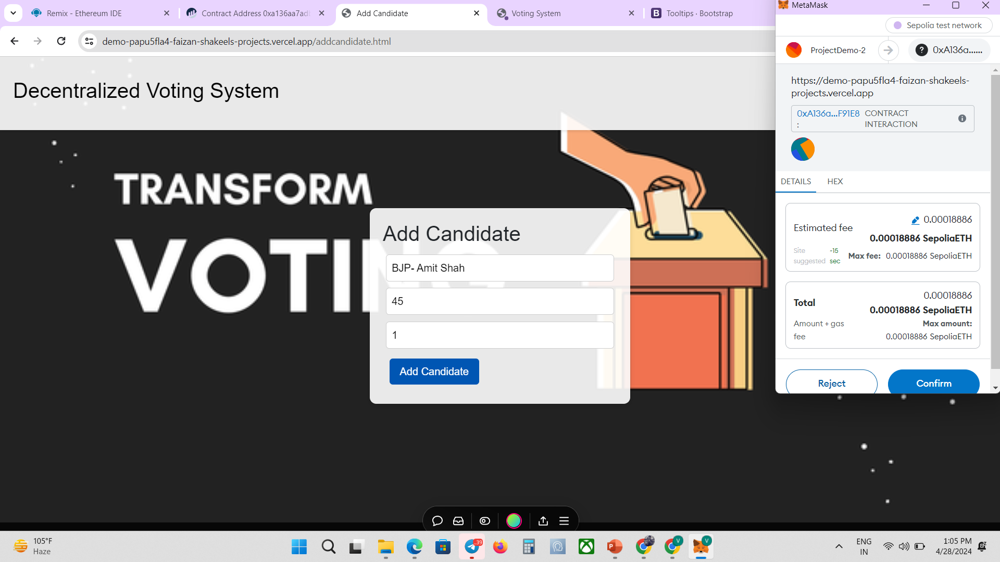 Remix - Ethereum IDE
Contract Address 0xa136aa7ad
Add Candidate
Voting System
Tooltips · Bootstrap
demo-papu5fla4-faizan-shakeels-projects.vercel.app/addcandidate.html
Decentralized Voting System
TRANSFORM
VOTING
Add Candidate
BJP- Amit Shah
45
1
Add Candidate
MetaMask
Sepolia test network
ProjectDemo-2
0xA136a......
https://demo-papu5fla4-faizan-shakeels-
projects.vercel.app
0xA136a...F91E8 CONTRACT
: INTERACTION
DETAILS HEX
0.00018886
Estimated fee
0.00018886 SepoliaETH
Site suggested ~15 sec Max fee: 0.00018886 SepoliaETH
0.00018886
Total
0.00018886 SepoliaETH
Amount + gas fee
Max amount:
0.00018886 SepoliaETH
Reject Confirm
105°F
Haze
..39
V
V
ENG
IN
1:05 PM
4/28/2024